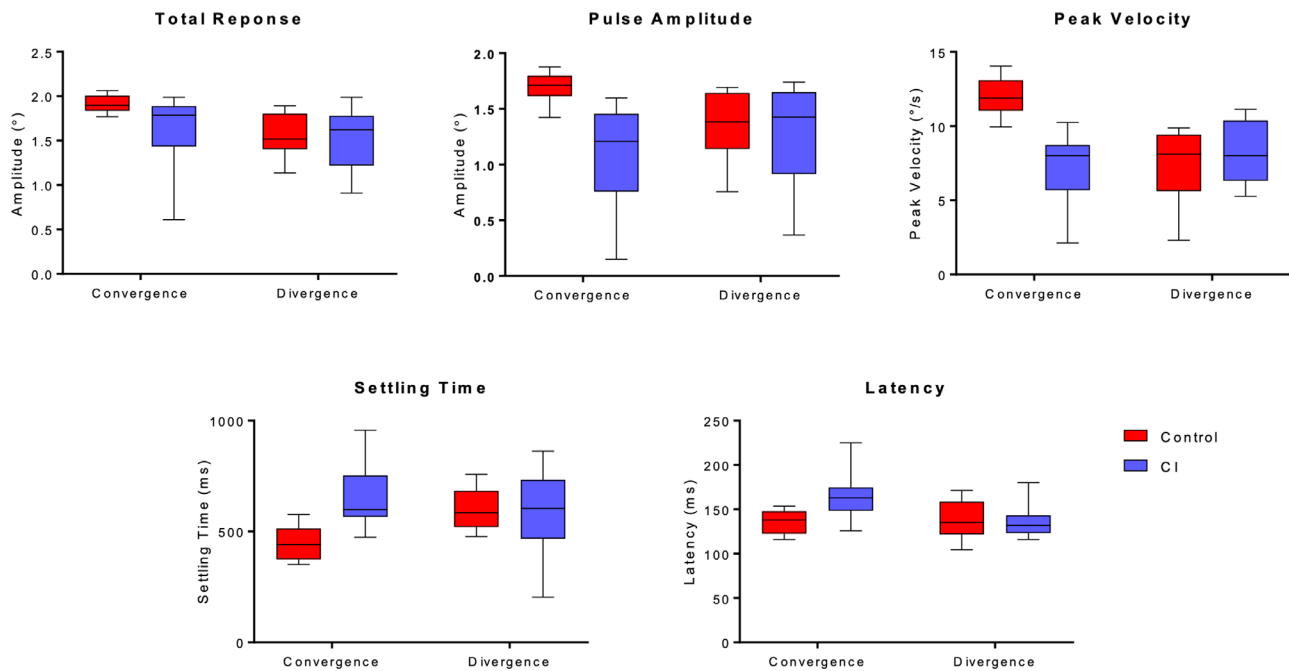 Total Reponse
Amplitude (°)
2.5
2.0
1.5
1.0
0.5
0.0
Convergence
Divergence
Pulse Amplitude
Amplitude (°)
2.0
1.5
1.0
0.5
0.0
Convergence
Divergence
Peak Velocity
Peak Velocity (°/s)
15
10
5
0
Convergence
Divergence
Settling Time
Settling Time (ms)
1000
500
0
Convergence
Divergence
Latency
Latency (ms)
250
200
150
100
50
0
Convergence
Divergence
Control
CI